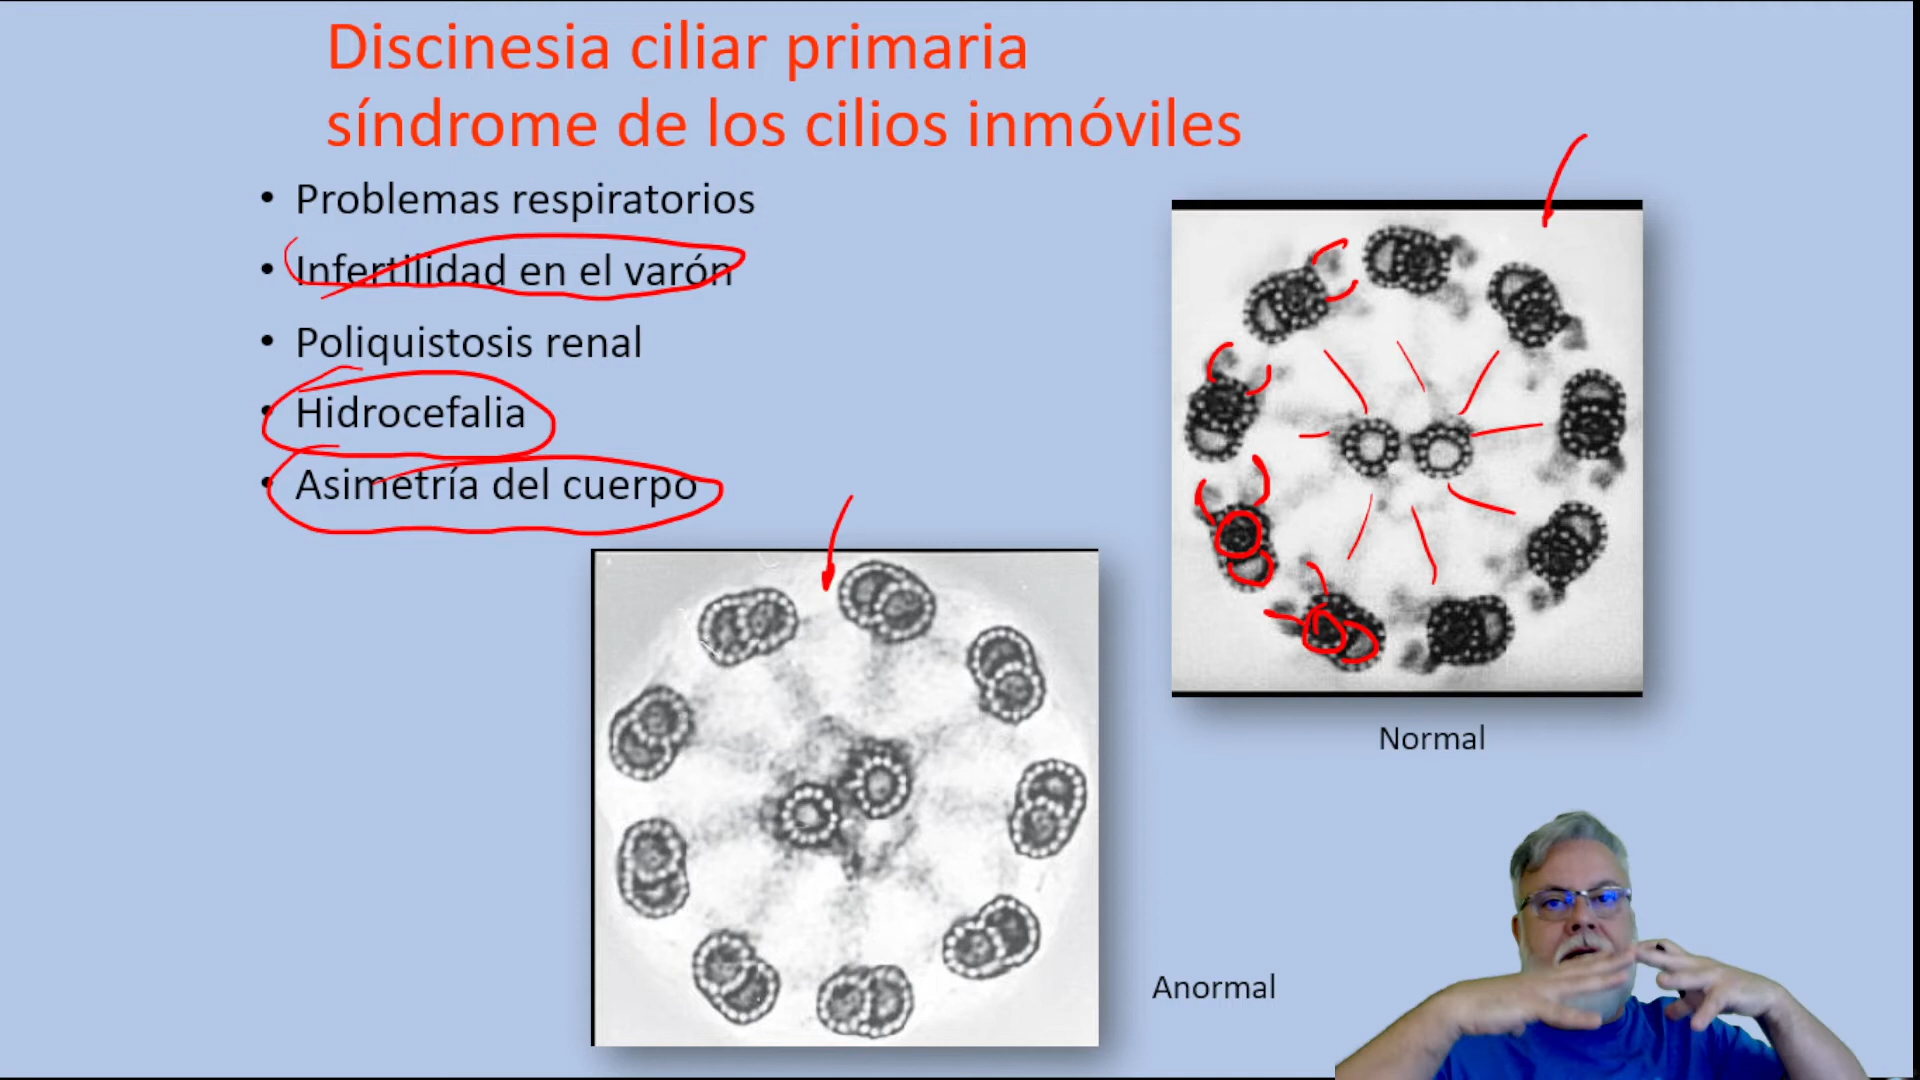 Discinesia ciliar primaria
síndrome de los cilios inmóviles
• Problemas respiratorios
• Infertilidad en el varón
• Poliquistosis renal
• Hidrocefalia
• Asimetría del cuerpo
Normal
Anormal